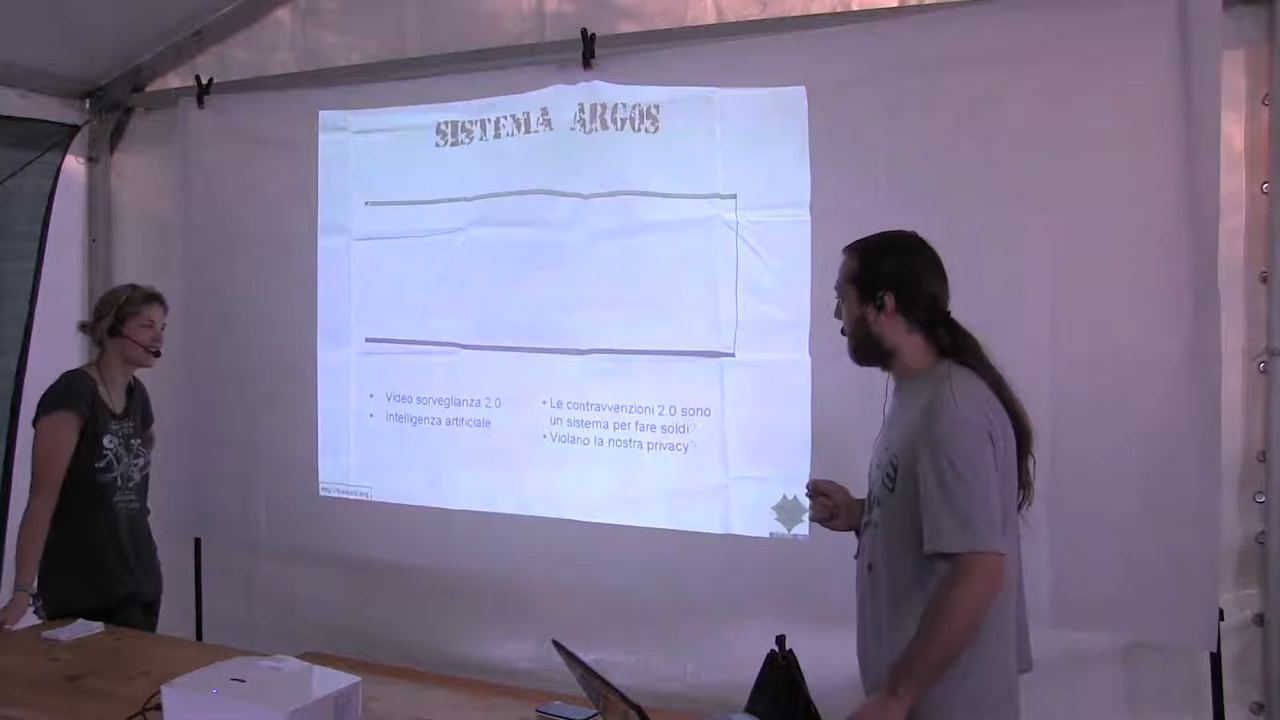 SISTEMA ARGOS
Video sorveglianza 2.0
Intelligenza artificiale
Le contravvenzioni 2.0 sono
un sistema per fare soldi?
Violano la nostra privacy?